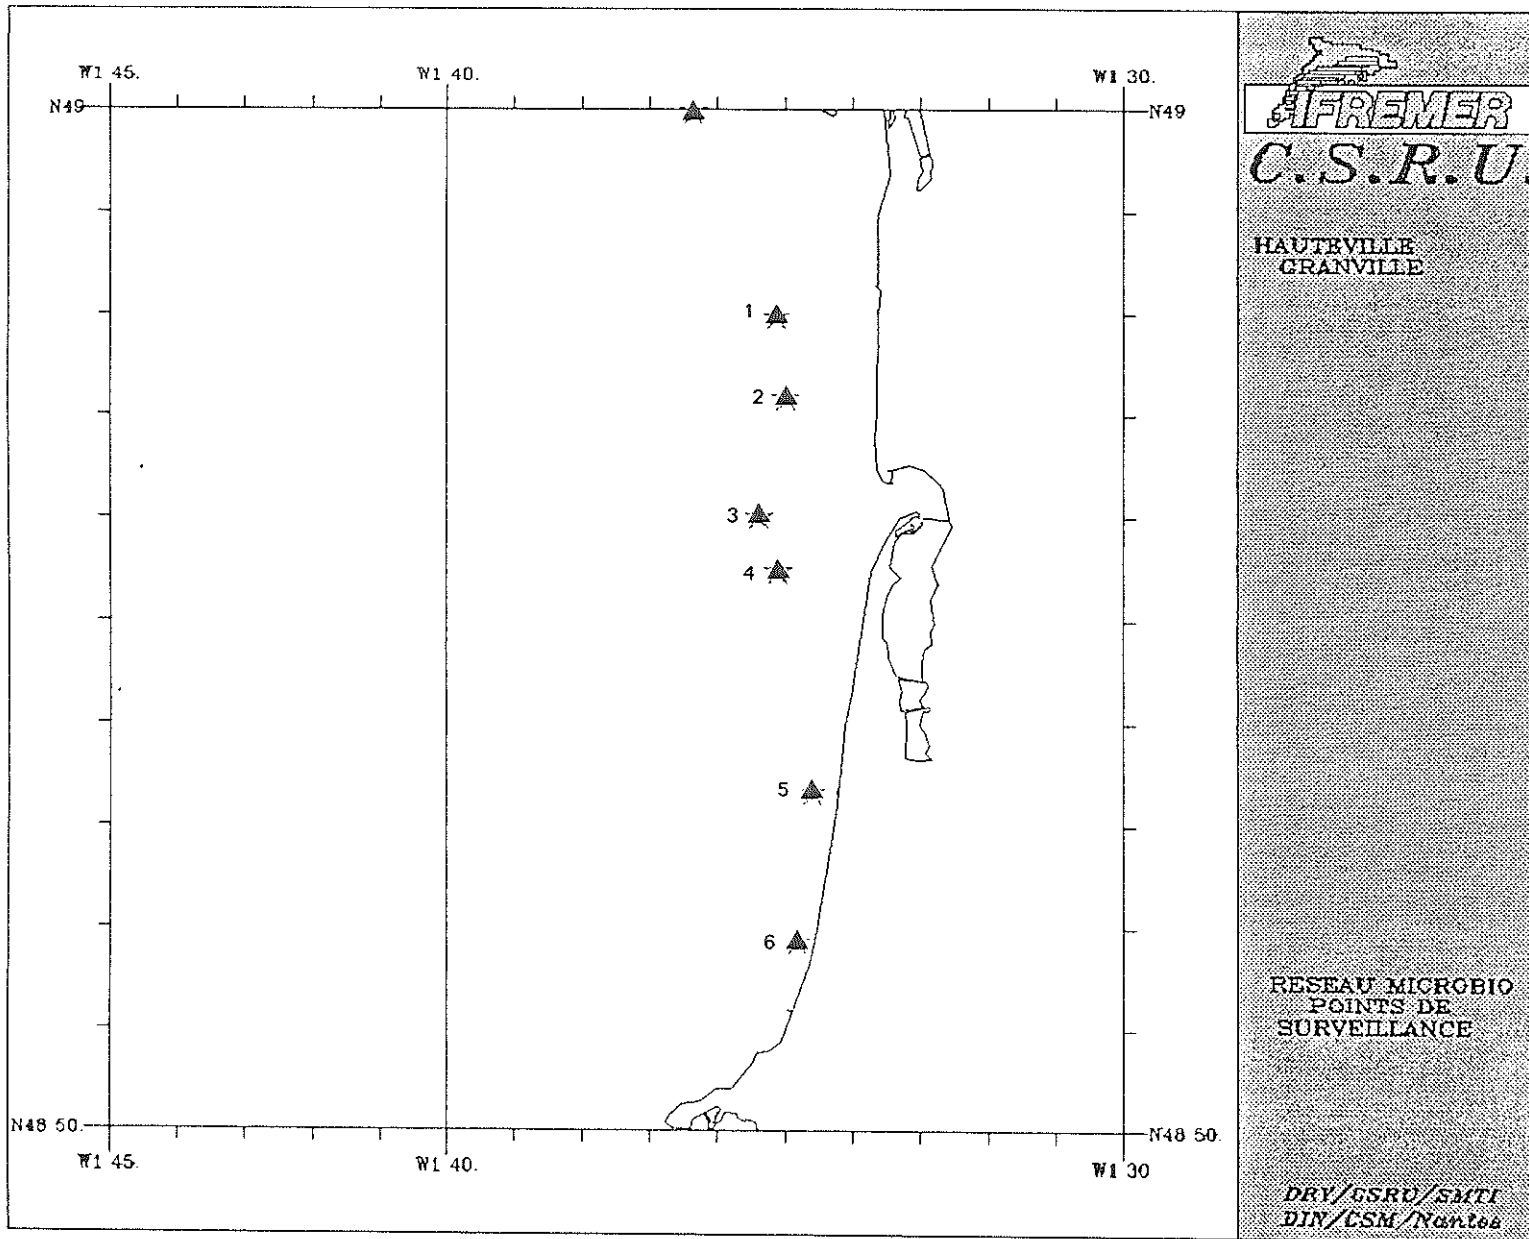 W1 45.
W1 40.
W1 30.
N49
N49
1
2
3
4
5
6
N48 50.
N48 50.
W1 45.
W1 40.
W1 30
IFREMER
C.S.R.U.
HAUTEVILLE
GRANVILLE
RESEAU MICROBIO
POINTS DE
SURVEILLANCE
DRV/CSRU/SMTI
DIN/CSM/Nantes